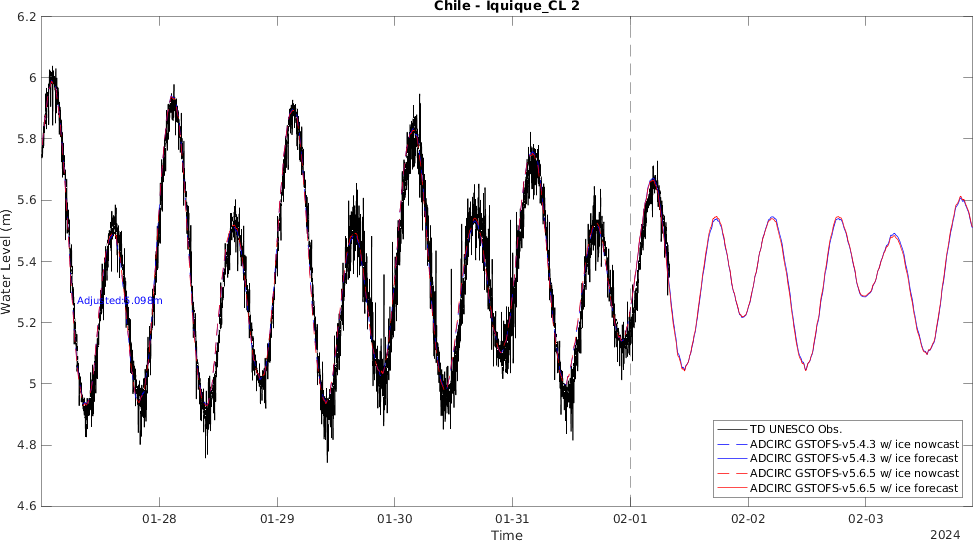 Chile - Iquique_CL 2
6.2
6
5.8
5.6
5.4
5.2
5
4.8
4.6
Water Level (m)
Adjusted:5.098m
01-28
01-29
01-30
01-31
02-01
02-02
02-03
Time
2024
TD UNESCO Obs.
ADCIRC GSTOFS-v5.4.3 w/ ice nowcast
ADCIRC GSTOFS-v5.4.3 w/ ice forecast
ADCIRC GSTOFS-v5.6.5 w/ ice nowcast
ADCIRC GSTOFS-v5.6.5 w/ ice forecast